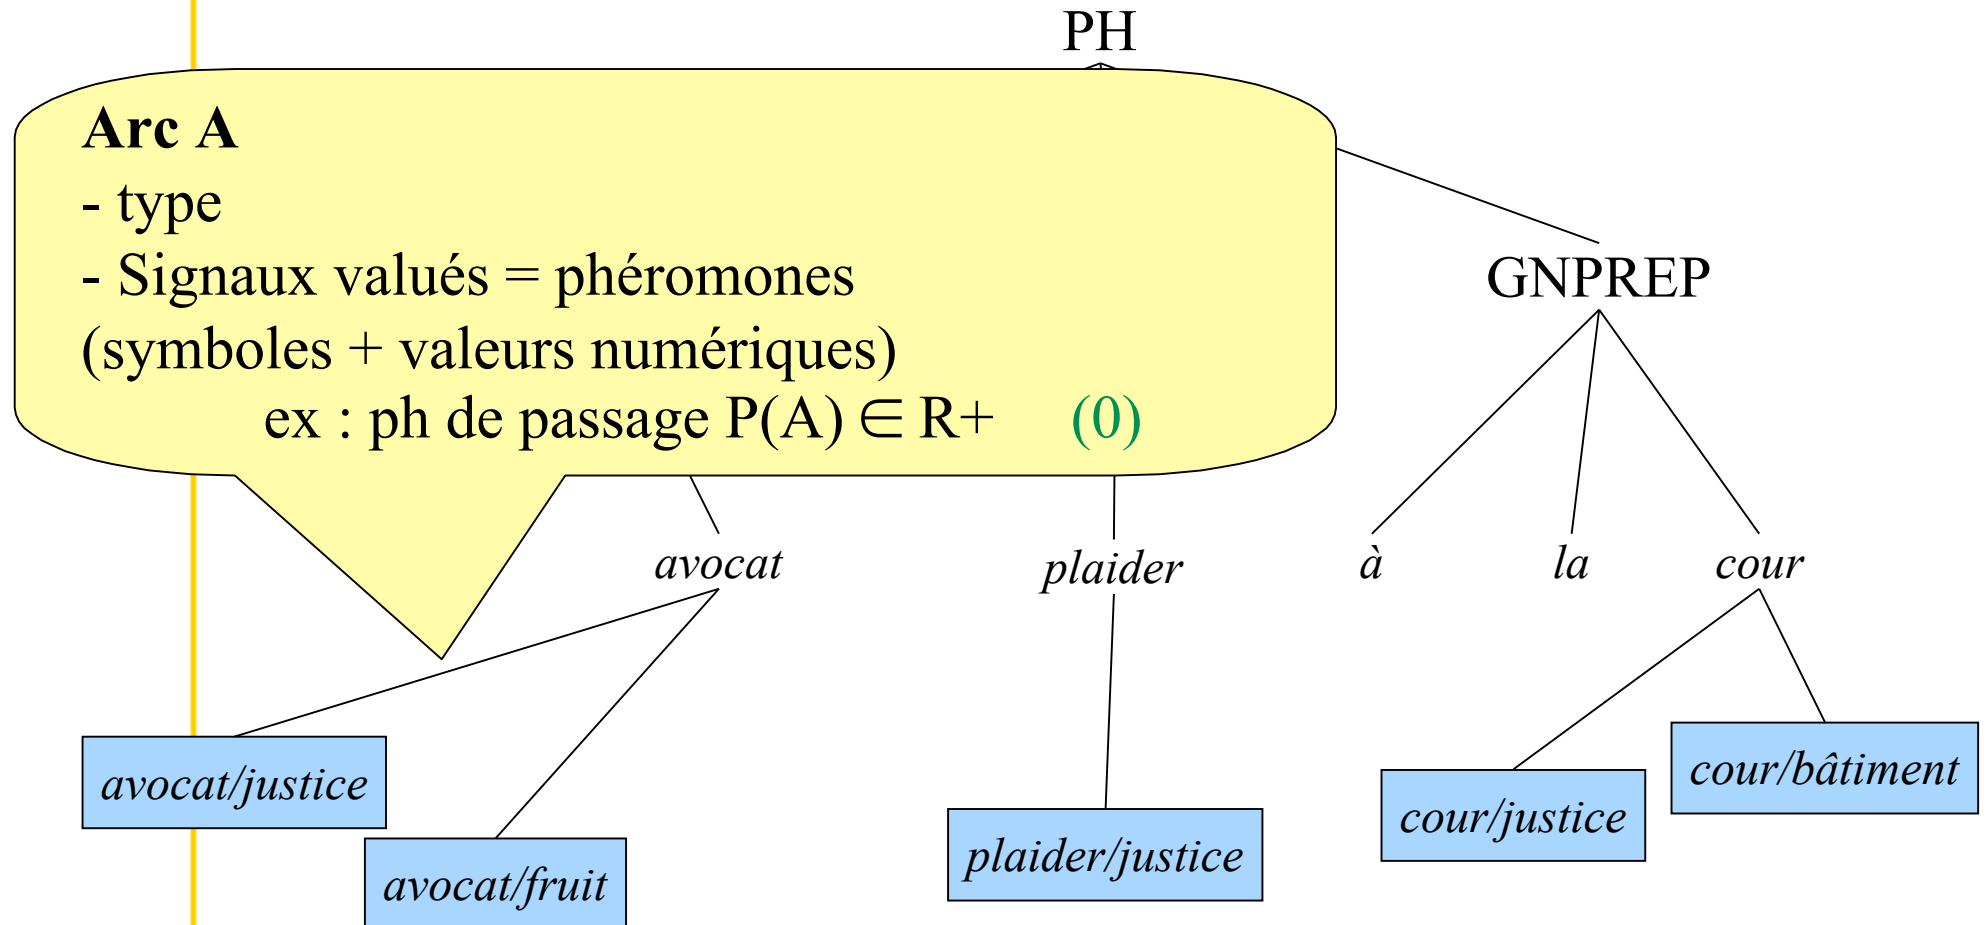 PH
Arc A
- type
- Signaux valués = phéromones
(symboles + valeurs numériques)
ex : ph de passage P(A) ∈ R+ (0)
GNPREP
avocat
plaider
à
la
cour
avocat/justice
avocat/fruit
plaider/justice
cour/justice
cour/bâtiment